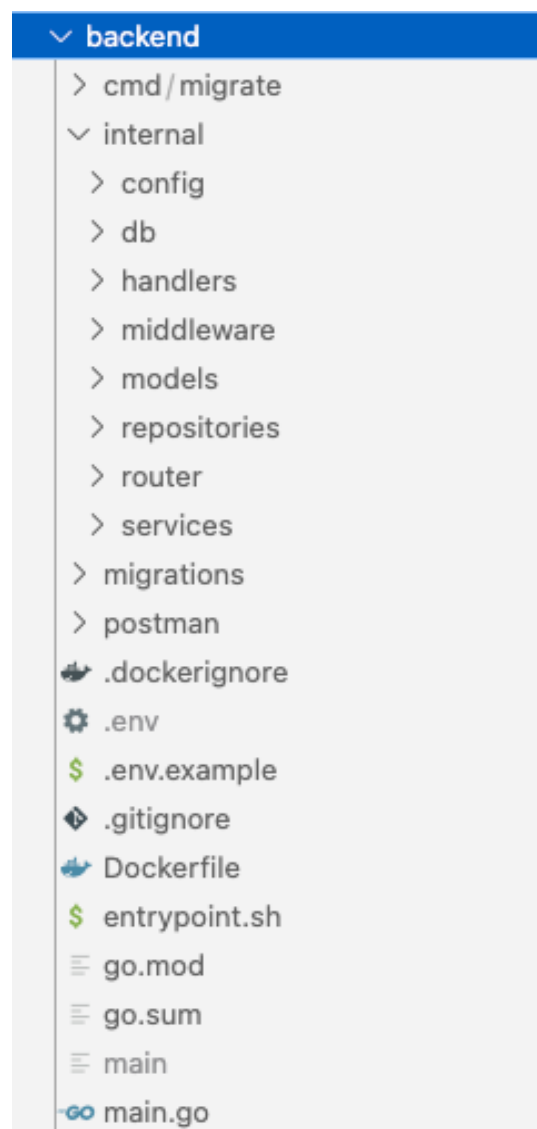 backend
cmd/migrate
internal
config
db
handlers
middleware
models
repositories
router
services
migrations
postman
.dockerignore
.env
$ .env.example
.gitignore
Dockerfile
$ entrypoint.sh
go.mod
go.sum
main
GO main.go